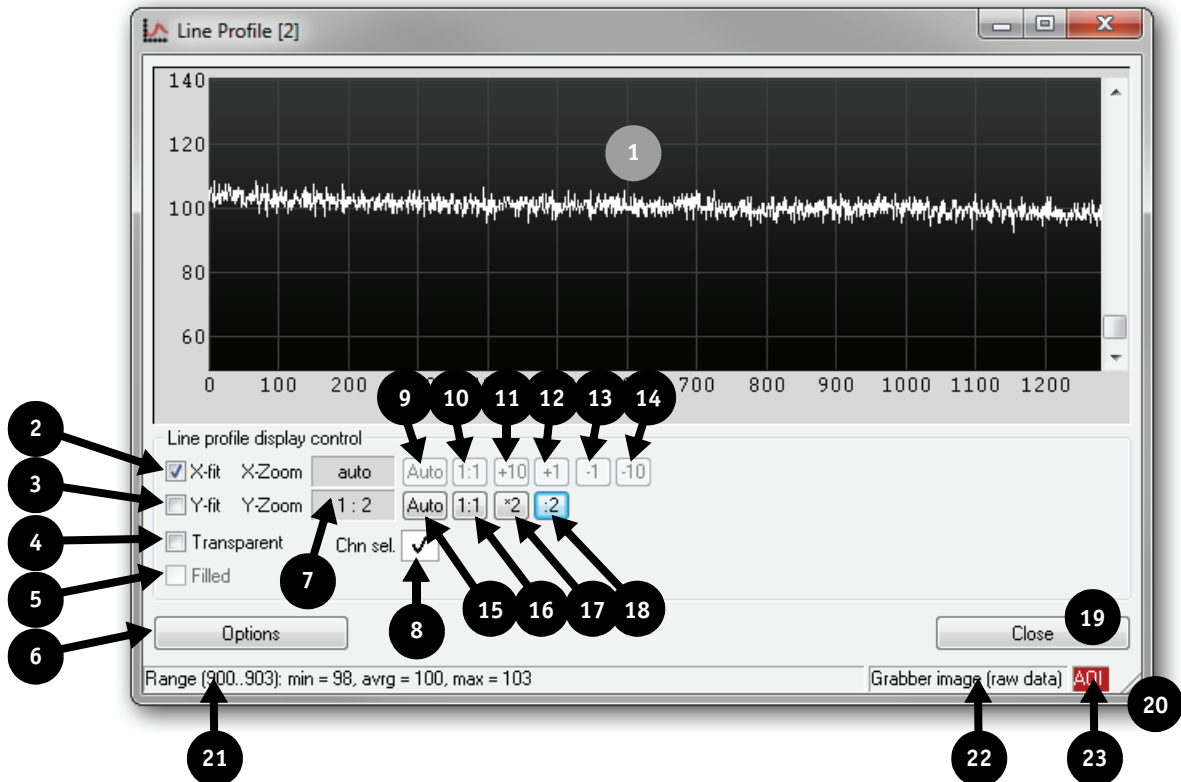 Line Profile [2]
140
120
1
100
80
60
0 100 200 700 800 900 1000 1100 1200
9 10 11 12 13 14
2
Line profile display control
X-fit X-Zoom auto Auto 1:1 +10 +1 -1 -10
3
Y-fit Y-Zoom 1 : 2 Auto 1:1 *2 :2
4
Transparent Chn sel.
5
Filled
7
8
15 16 17 18
6
Options
Close
19
Range (900..903): min = 98, avrg = 100, max = 103
Grabber image (raw data) AOI
20
21
22
23